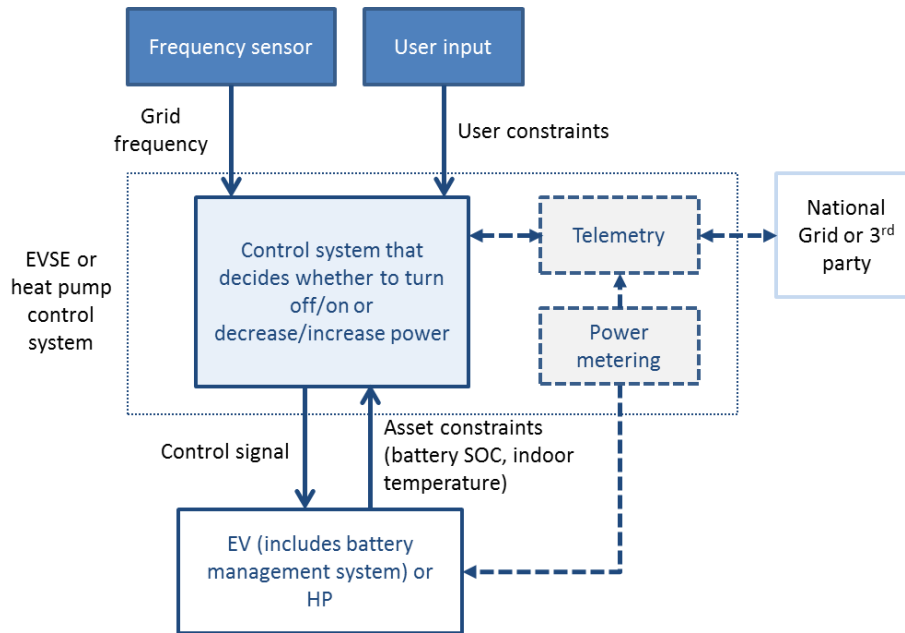 Frequency sensor
User input
Grid
frequency
User constraints
EVSE or
heat pump
control
system
Control system that
decides whether to turn
off/on or
decrease/increase power
Telemetry
Power
metering
National
Grid or 3rd
party
Control signal
Asset constraints
(battery SOC, indoor
temperature)
EV (includes battery
management system) or
HP